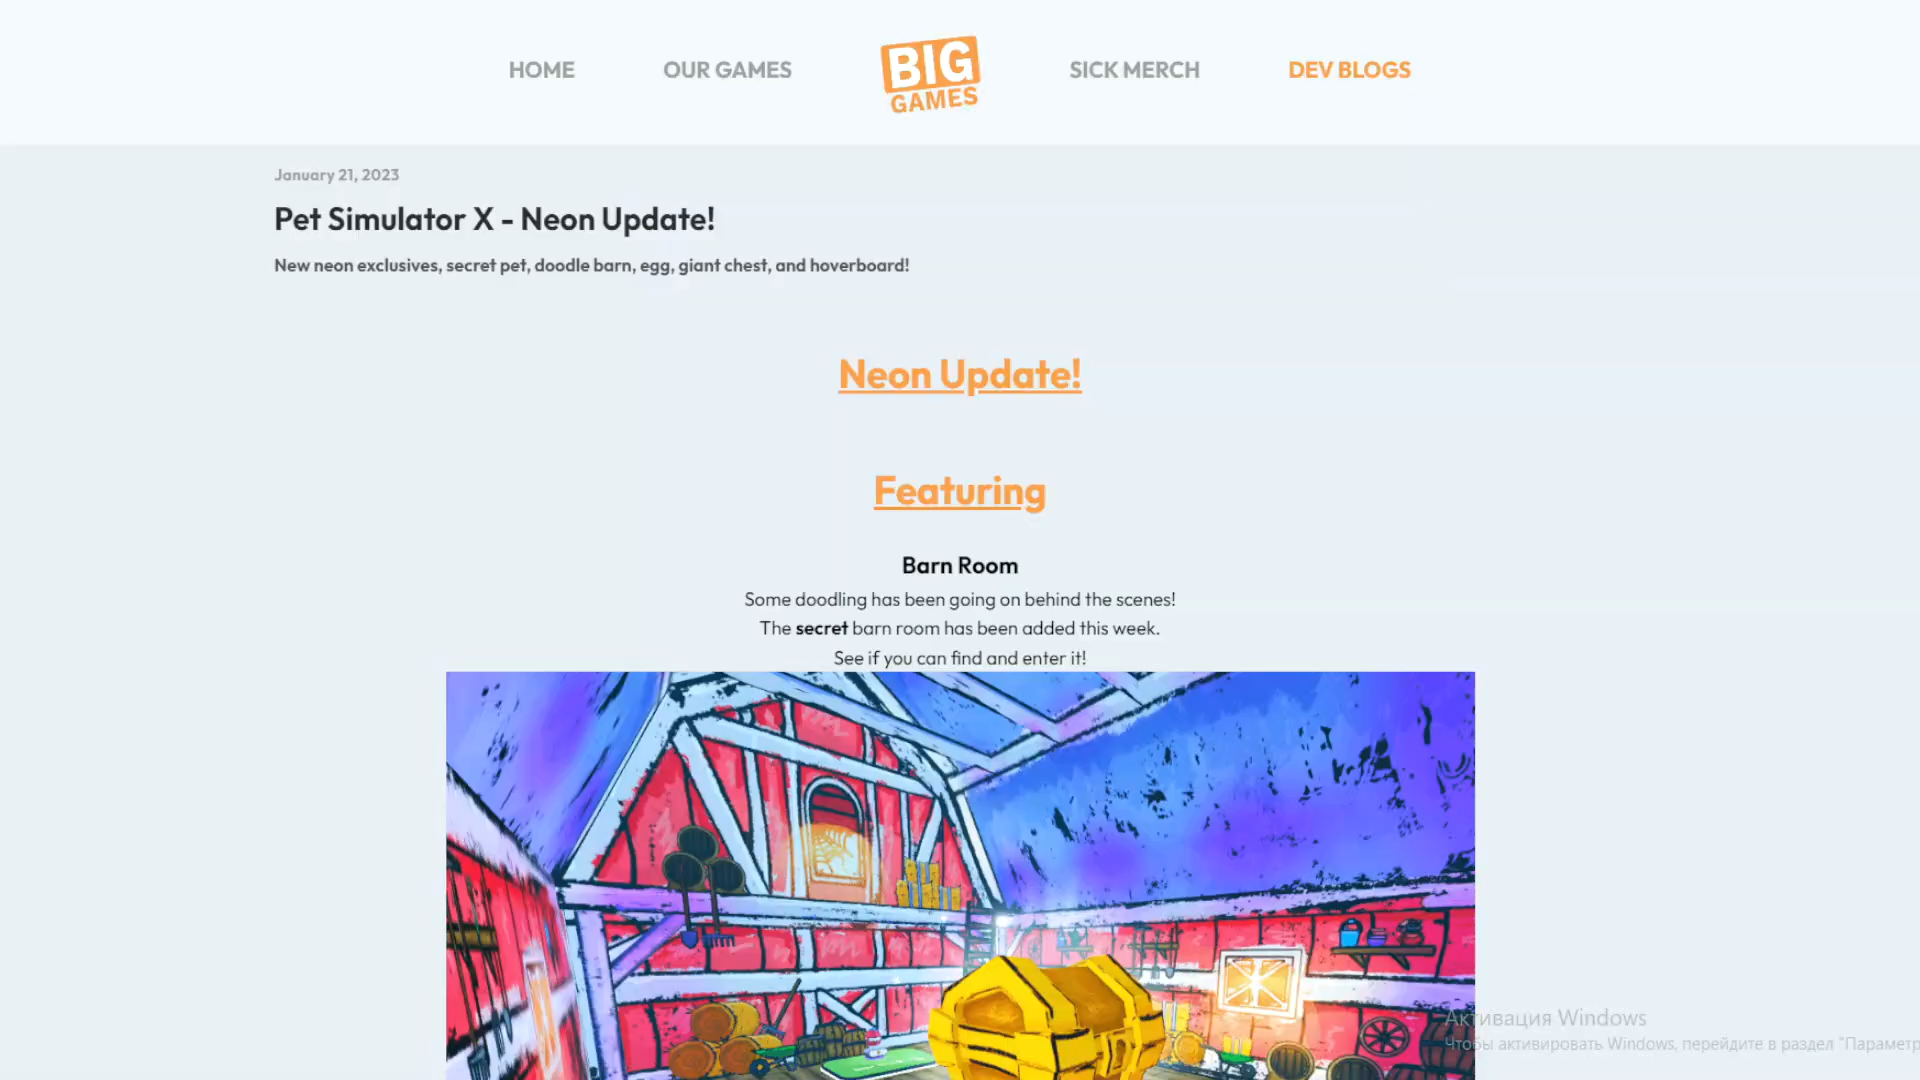 HOME
OUR GAMES
BIG
GAMES
SICK MERCH
DEV BLOGS
January 21, 2023
Pet Simulator X - Neon Update!
New neon exclusives, secret pet, doodle barn, egg, giant chest, and hoverboard!
Neon Update!
Featuring
Barn Room
Some doodling has been going on behind the scenes!
The secret barn room has been added this week.
See if you can find and enter it!
Активация Windows
Чтобы активировать Windows, перейдите в раздел "Параметр